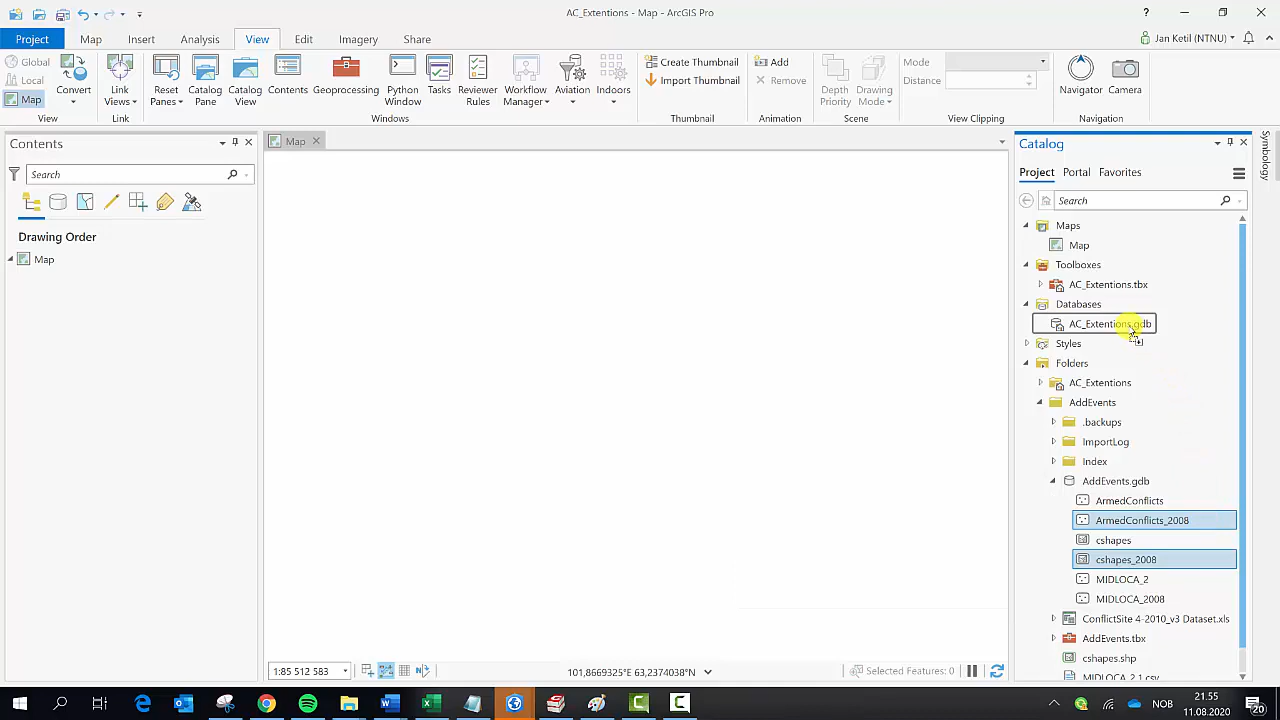 AC_Extentions - Map - ArcGIS Pro
?
Project Map Insert Analysis View Edit Imagery Share
Jan Ketil (NTNU)
Global
Local
Map
Convert
Link Views
Reset Panes
Catalog Pane
Catalog View
Contents
Geoprocessing
Python Window
Tasks
Reviewer Rules
Workflow Manager
Aviation
Indoors
Create Thumbnail
Import Thumbnail
Add
Remove
Depth Priority
Drawing Mode
Mode
Distance
Navigator
Camera
View Link Windows Thumbnail Animation Scene View Clipping Navigation
Contents
Search
Drawing Order
Map
Map
Catalog
Project Portal Favorites
Search
Maps
Map
Toolboxes
AC_Extentions.tbx
Databases
AC_Extentions.gdb
Styles
Folders
AC_Extentions
AddEvents
.backups
ImportLog
Index
AddEvents.gdb
ArmedConflicts
ArmedConflicts_2008
cshapes
cshapes_2008
MIDLOCA_2
MIDLOCA_2008
ConflictSite 4-2010_v3 Dataset.xls
AddEvents.tbx
cshapes.shp
MIDLOCA_2.1.csv
Symbology
1:85 512 583
101,8669325°E 63,2374038°N
Selected Features: 0
NOB
21.55
11.08.2020
20